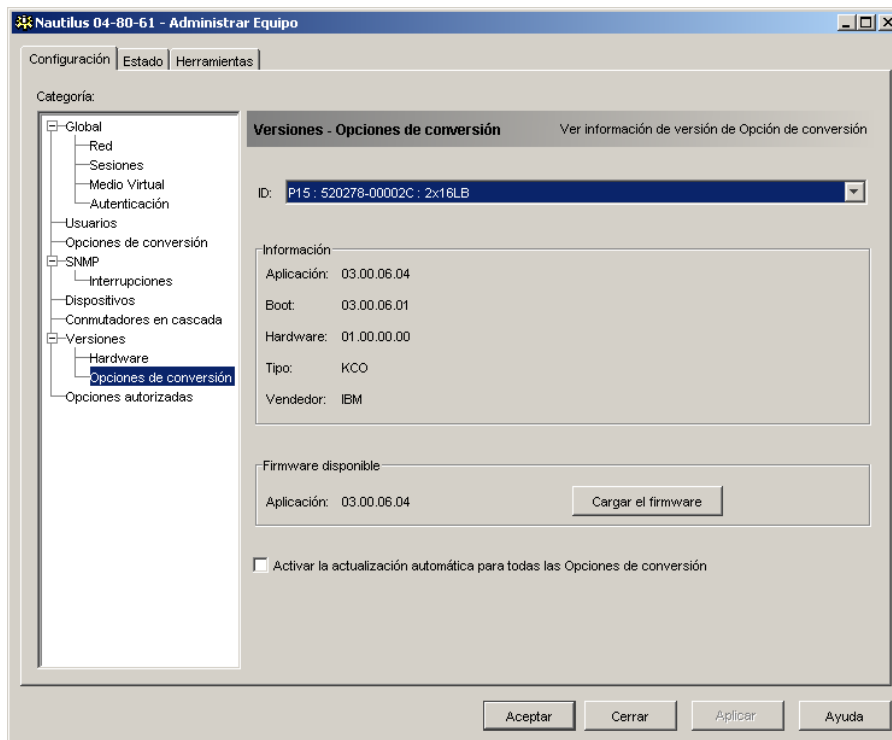 Nautilus 04-80-61 - Administrar Equipo
Configuración Estado Herramientas
Categoría:
Global
Red
Sesiones
Medio Virtual
Autenticación
Usuarios
Opciones de conversión
SNMP
Interrupciones
Dispositivos
Conmutadores en cascada
Versiones
Hardware
Opciones de conversión
Opciones autorizadas
Versiones - Opciones de conversión Ver información de versión de Opción de conversión
ID: P15 : 520278-00002C : 2x16LB
Información
Aplicación: 03.00.06.04
Boot: 03.00.06.01
Hardware: 01.00.00.00
Tipo: KCO
Vendedor: IBM
Firmware disponible
Aplicación: 03.00.06.04 Cargar el firmware
Activar la actualización automática para todas las Opciones de conversión
Aceptar Cerrar Aplicar Ayuda